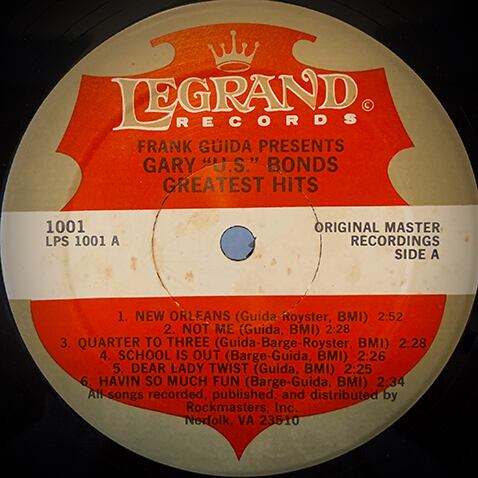 LEGRAND ©
RECORDS
FRANK GUIDA PRESENTS
GARY "U.S." BONDS
GREATEST HITS
1001
LPS 1001 A
ORIGINAL MASTER
RECORDINGS
SIDE A
1. NEW ORLEANS (Guida-Royster, BMI) 2:52
2. NOT ME (Guida, BMI) 2:28
3. QUARTER TO THREE (Guida-Barge-Royster, BMI) 2:28
4. SCHOOL IS OUT (Barge-Guida, BMI) 2:26
5. DEAR LADY TWIST (Guida, BMI) 2:25
6. HAVIN SO MUCH FUN (Barge-Guida, BMI) 2:34
All songs recorded, published, and distributed by
Rockmasters, Inc.
Norfolk, VA 23510